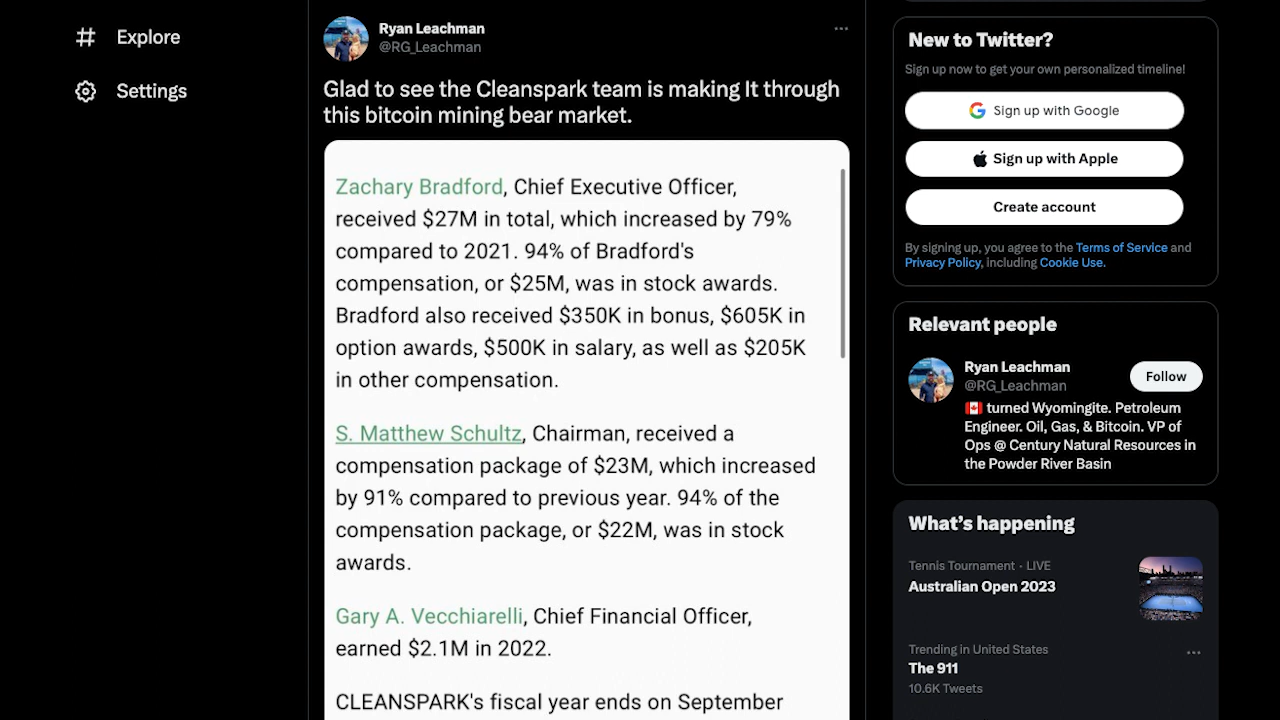 Explore
Settings
Ryan Leachman
@RG_Leachman
Glad to see the Cleanspark team is making It through
this bitcoin mining bear market.
Zachary Bradford, Chief Executive Officer,
received $27M in total, which increased by 79%
compared to 2021. 94% of Bradford's
compensation, or $25M, was in stock awards.
Bradford also received $350K in bonus, $605K in
option awards, $500K in salary, as well as $205K
in other compensation.
S. Matthew Schultz, Chairman, received a
compensation package of $23M, which increased
by 91% compared to previous year. 94% of the
compensation package, or $22M, was in stock
awards.
Gary A. Vecchiarelli, Chief Financial Officer,
earned $2.1M in 2022.
CLEANSPARK's fiscal year ends on September
New to Twitter?
Sign up now to get your own personalized timeline!
Sign up with Google
Sign up with Apple
Create account
By signing up, you agree to the Terms of Service and
Privacy Policy, including Cookie Use.
Relevant people
Ryan Leachman
@RG_Leachman
Follow
🇨🇦 turned Wyomingite. Petroleum
Engineer. Oil, Gas, & Bitcoin. VP of
Ops @ Century Natural Resources in
the Powder River Basin
What's happening
Tennis Tournament · LIVE
Australian Open 2023
Trending in United States
The 911
10.6K Tweets